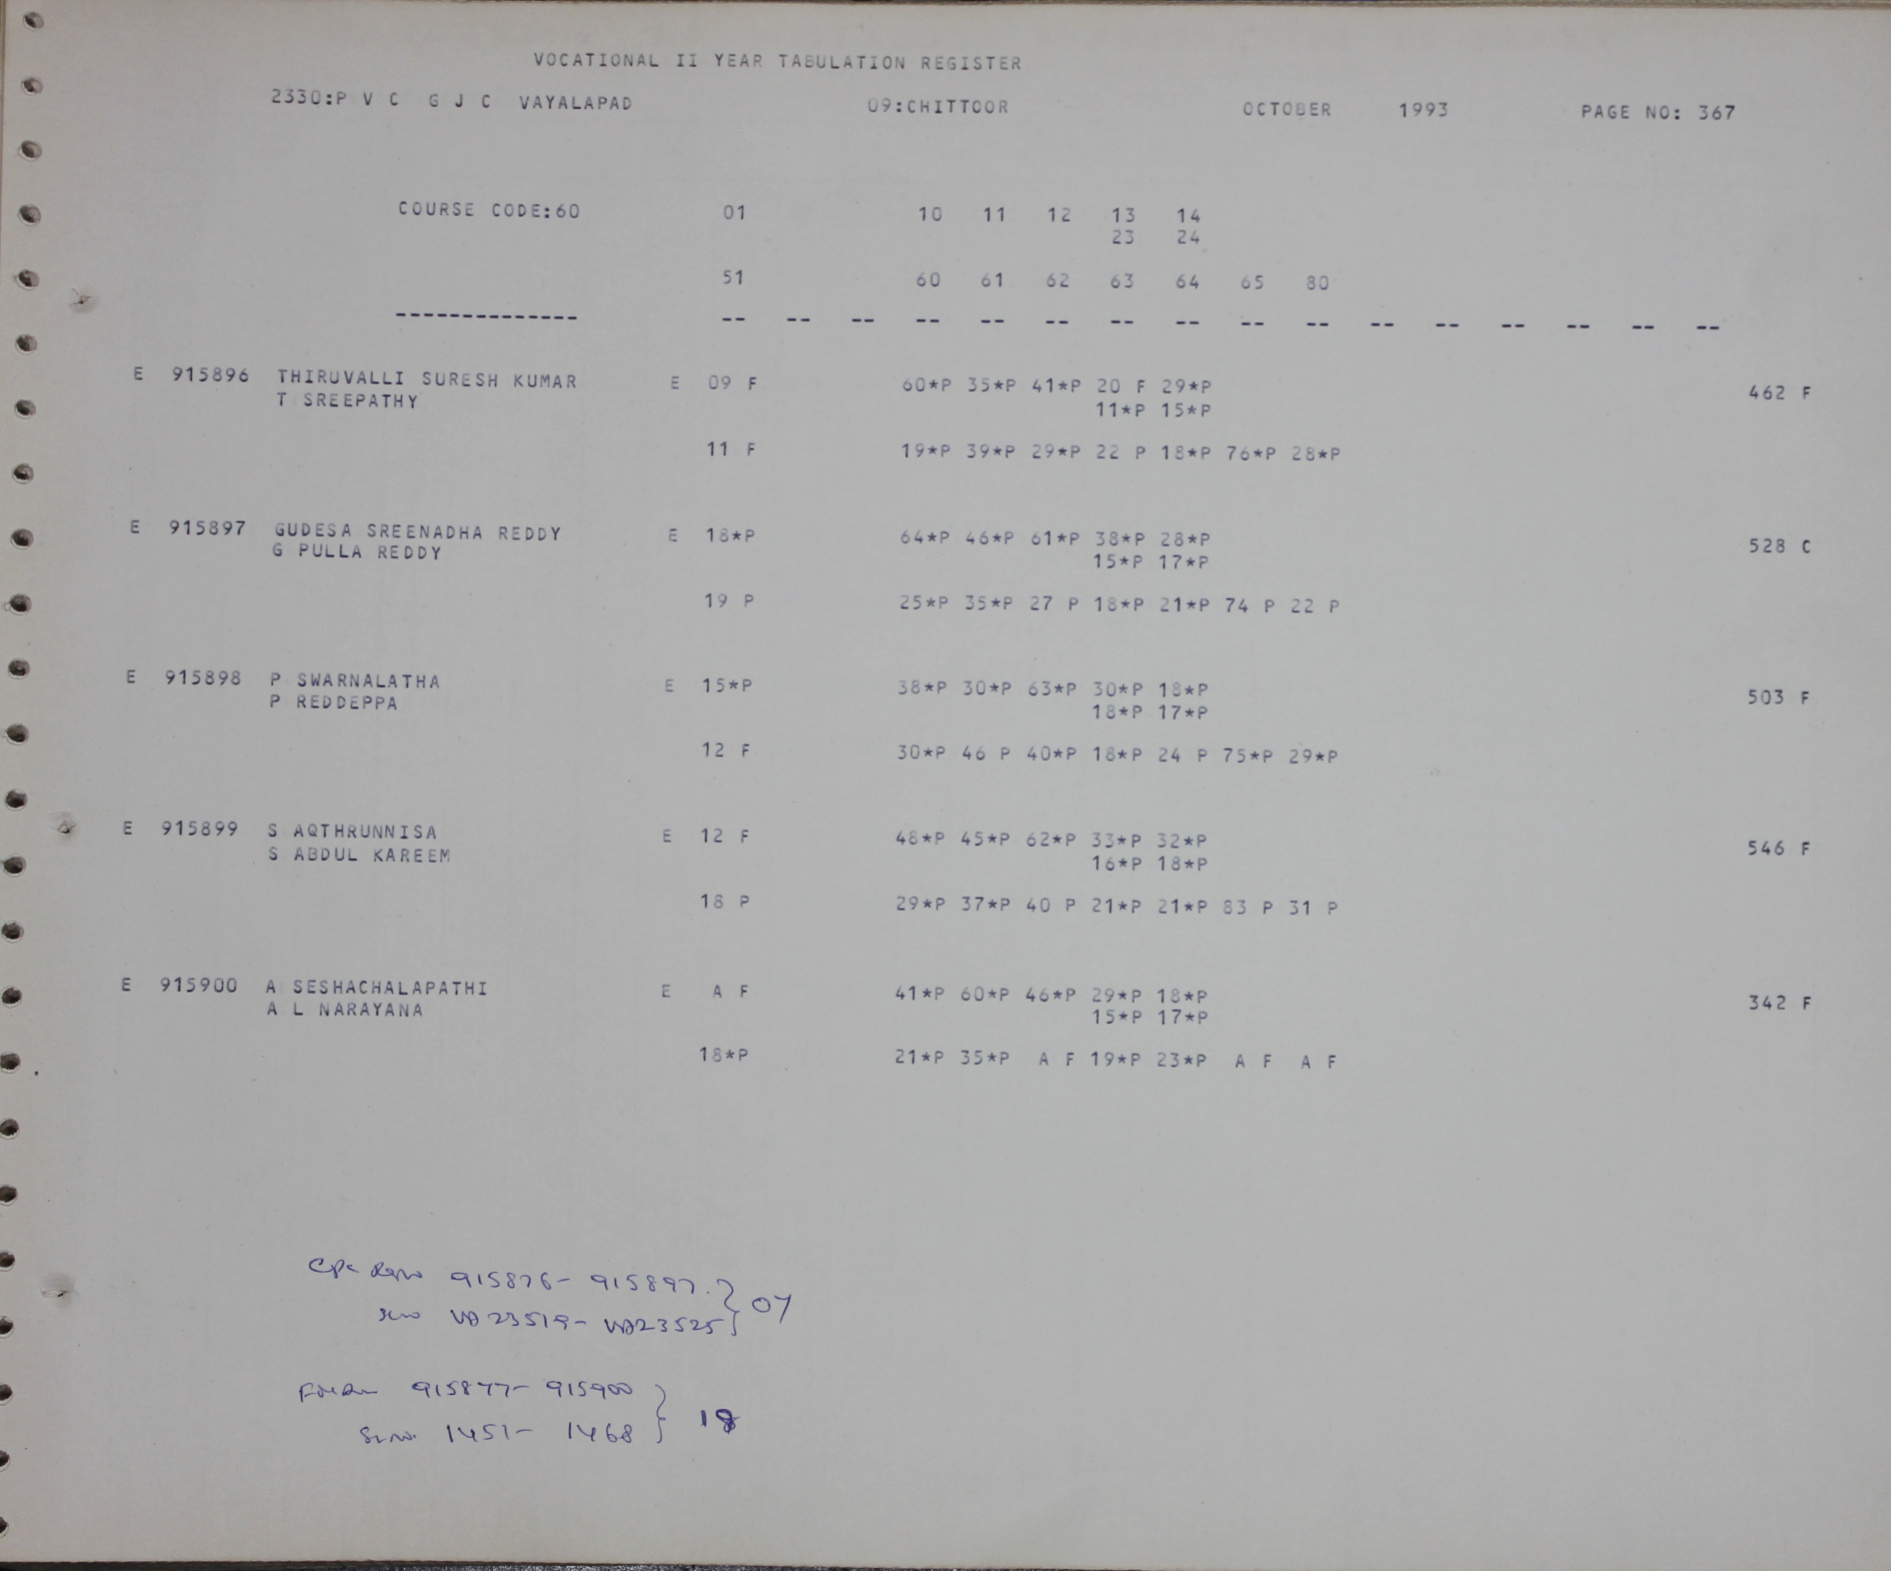 VOCATIONAL II YEAR TABULATION REGISTER
2330:P V C G J C VAYALAPAD 09:CHITTOOR OCTOBER 1993 PAGE NO: 367
COURSE CODE:60 01 10 11 12 13 14
23 24
51 60 61 62 63 64 65 80
-------------- -- -- -- -- -- -- -- -- -- -- -- -- -- -- -- --
E 915896 THIRUVALLI SURESH KUMAR E 09 F 60*P 35*P 41*P 20 F 29*P 462 F
T SREEPATHY 11*P 15*P
11 F 19*P 39*P 29*P 22 P 18*P 76*P 28*P
E 915897 GUDESA SREENADHA REDDY E 18*P 64*P 46*P 61*P 38*P 28*P 528 C
G PULLA REDDY 15*P 17*P
19 P 25*P 35*P 27 P 18*P 21*P 74 P 22 P
E 915898 P SWARNALATHA E 15*P 38*P 30*P 63*P 30*P 18*P 503 F
P REDDEPPA 18*P 17*P
12 F 30*P 46 P 40*P 18*P 24 P 75*P 29*P
E 915899 S AQTHRUNNISA E 12 F 48*P 45*P 62*P 33*P 32*P 546 F
S ABDUL KAREEM 16*P 18*P
18 P 29*P 37*P 40 P 21*P 21*P 83 P 31 P
E 915900 A SESHACHALAPATHI E A F 41*P 60*P 46*P 29*P 18*P 342 F
A L NARAYANA 15*P 17*P
18*P 21*P 35*P A F 19*P 23*P A F A F
915876- 915897. } 07
23519- 23525
915877- 915900 } 18
1451- 1468